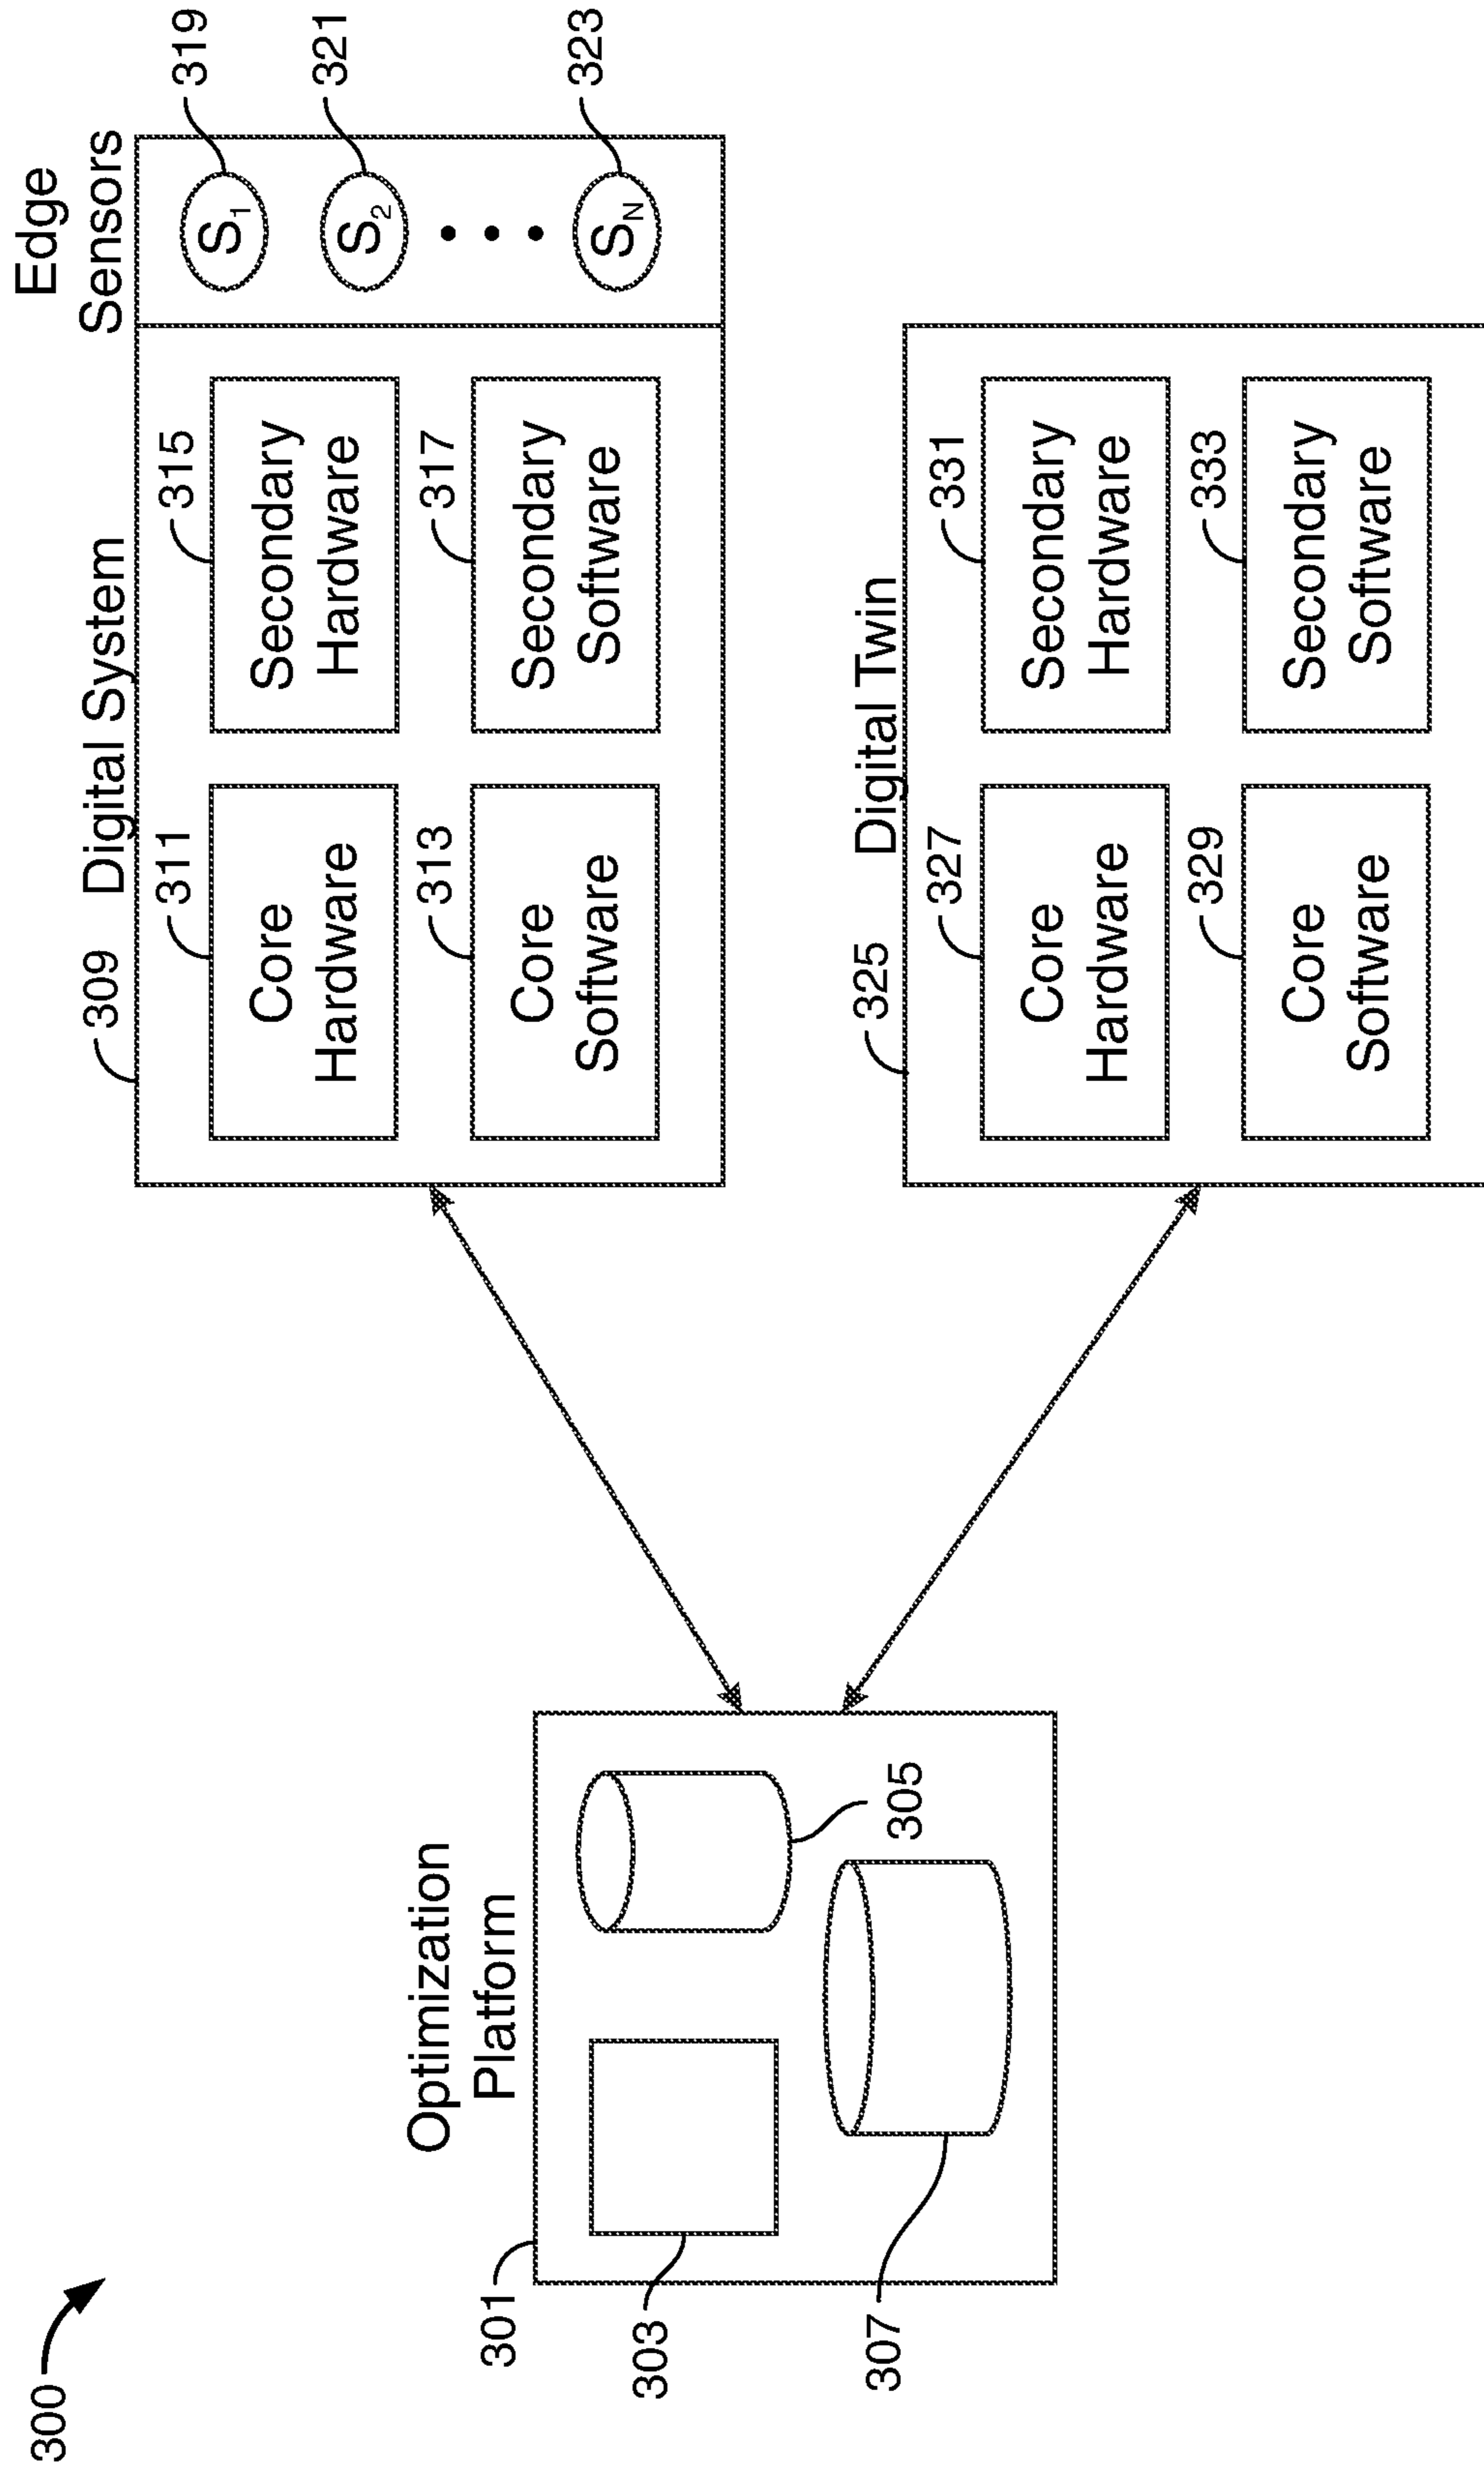 300
Optimization
Platform
301
303
305
307
309
Digital System
Edge
Sensors
311
Core
Hardware
315
Secondary
Hardware
313
Core
Software
317
Secondary
Software
S1
319
S2
321
SN
323
325
Digital Twin
327
Core
Hardware
331
Secondary
Hardware
329
Core
Software
333
Secondary
Software